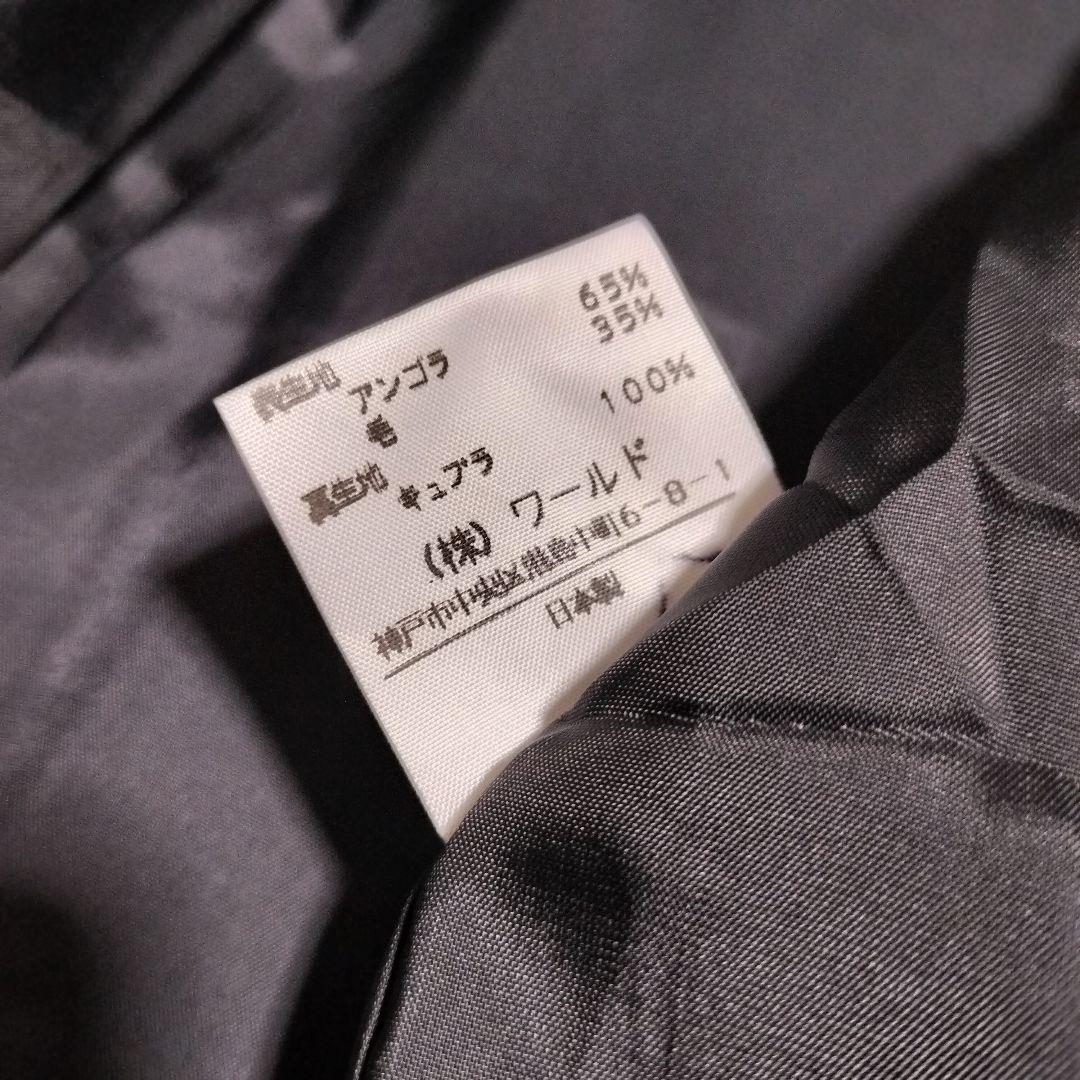 表生地 アンゴラ 65%
毛 35%
裏生地 キュプラ 100%
(株) ワールド
神戸市中央区港島中町6-8-1
日本製